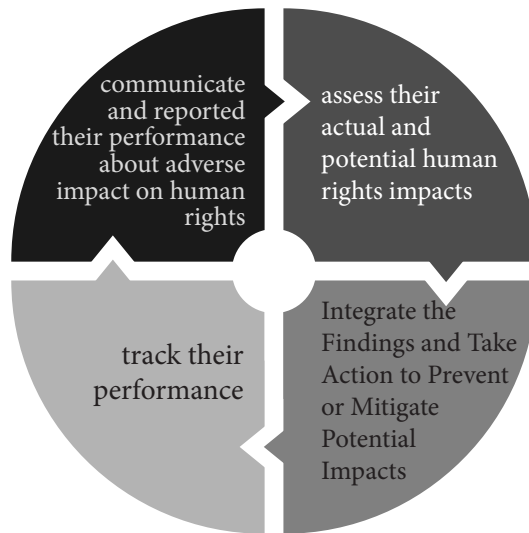 communicate
and reported
their performance
about adverse
impact on human
rights
assess their
actual and
potential human
rights impacts
Integrate the
Findings and Take
Action to Prevent
or Mitigate
Potential
Impacts
track their
performance